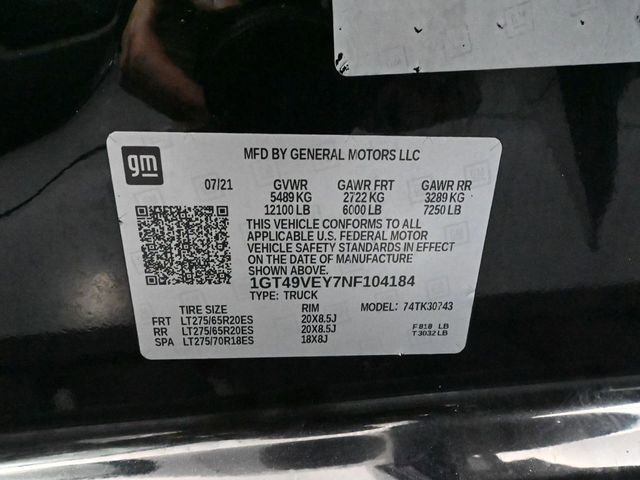 gm
MFD BY GENERAL MOTORS LLC
07/21 GVWR GAWR FRT GAWR RR
5489 KG 2722 KG 3289 KG
12100 LB 6000 LB 7250 LB
THIS VEHICLE CONFORMS TO ALL
APPLICABLE U.S. FEDERAL MOTOR
VEHICLE SAFETY STANDARDS IN EFFECT
ON THE DATE OF MANUFACTURE
SHOWN ABOVE.
1GT49VEY7NF104184
TYPE: TRUCK MODEL: 74TK30743
TIRE SIZE RIM
FRT LT275/65R20ES 20X8.5J F 818 LB
RR LT275/65R20ES 20X8.5J T 3032 LB
SPA LT275/70R18ES 18X8J